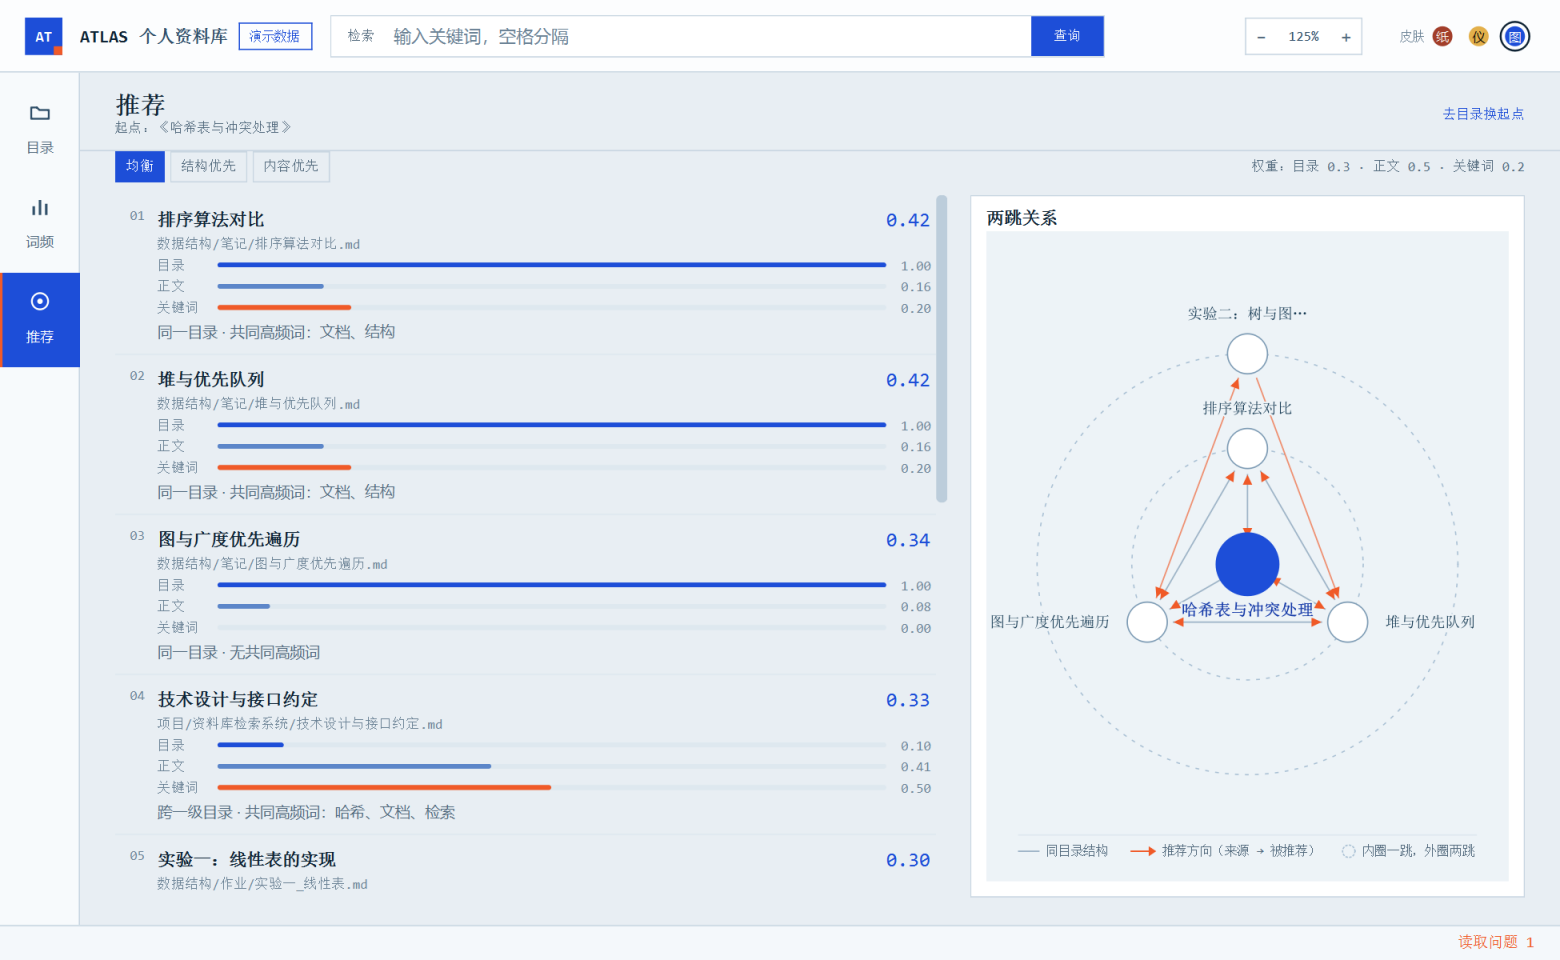 AT
ATLAS 个人资料库
演示数据
检索
输入关键词，空格分隔
查询
− 125% +
皮肤 纸 仪 图
目录
词频
推荐
推荐
起点：《哈希表与冲突处理》
去目录换起点
均衡
结构优先
内容优先
权重：目录 0.3 · 正文 0.5 · 关键词 0.2
01 排序算法对比 0.42
数据结构/笔记/排序算法对比.md
目录 1.00
正文 0.16
关键词 0.20
同一目录 · 共同高频词：文档、结构
02 堆与优先队列 0.42
数据结构/笔记/堆与优先队列.md
目录 1.00
正文 0.16
关键词 0.20
同一目录 · 共同高频词：文档、结构
03 图与广度优先遍历 0.34
数据结构/笔记/图与广度优先遍历.md
目录 1.00
正文 0.08
关键词 0.00
同一目录 · 无共同高频词
04 技术设计与接口约定 0.33
项目/资料库检索系统/技术设计与接口约定.md
目录 0.10
正文 0.41
关键词 0.50
跨一级目录 · 共同高频词：哈希、文档、检索
05 实验一：线性表的实现 0.30
数据结构/作业/实验一_线性表.md
两跳关系
实验二：树与图…
排序算法对比
哈希表与冲突处理
图与广度优先遍历
堆与优先队列
同目录结构
推荐方向（来源 → 被推荐）
内圈一跳，外圈两跳
读取问题 1